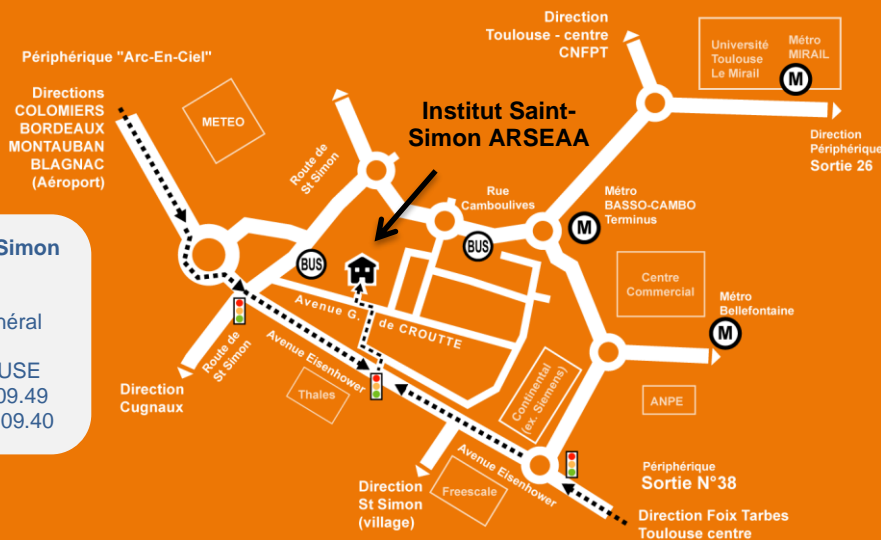 Direction
Toulouse - centre
CNFPT
Université
Toulouse
Le Mirail
Métro
MIRAIL
M
Périphérique "Arc-En-Ciel"
Directions
COLOMIERS
BORDEAUX
MONTAUBAN
BLAGNAC
(Aéroport)
METEO
Institut Saint-
Simon ARSEAA
Route de
St Simon
Direction
Périphérique
Sortie 26
Rue
Camboulives
Métro
BASSO-CAMBO
Terminus
M
BUS
BUS
Simon
néral
USE
09.49
09.40
Centre
Commercial
Métro
Bellefontaine
M
Avenue G. de CROUTTE
Route de
St Simon
Avenue Eisenhower
Direction
Cugnaux
Thales
Continental
(ex. Siemens)
ANPE
Avenue Eisenhower
Direction
St Simon
(village)
Freescale
Périphérique
Sortie N°38
Direction Foix Tarbes
Toulouse centre